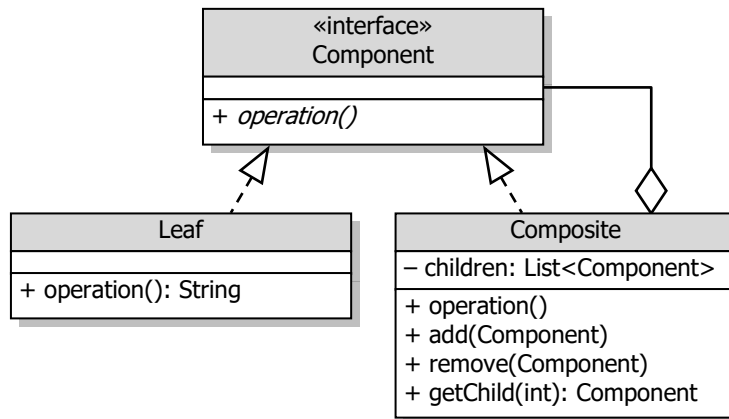 «interface»
Component
+ operation()
Leaf
+ operation(): String
Composite
– children: List<Component>
+ operation()
+ add(Component)
+ remove(Component)
+ getChild(int): Component